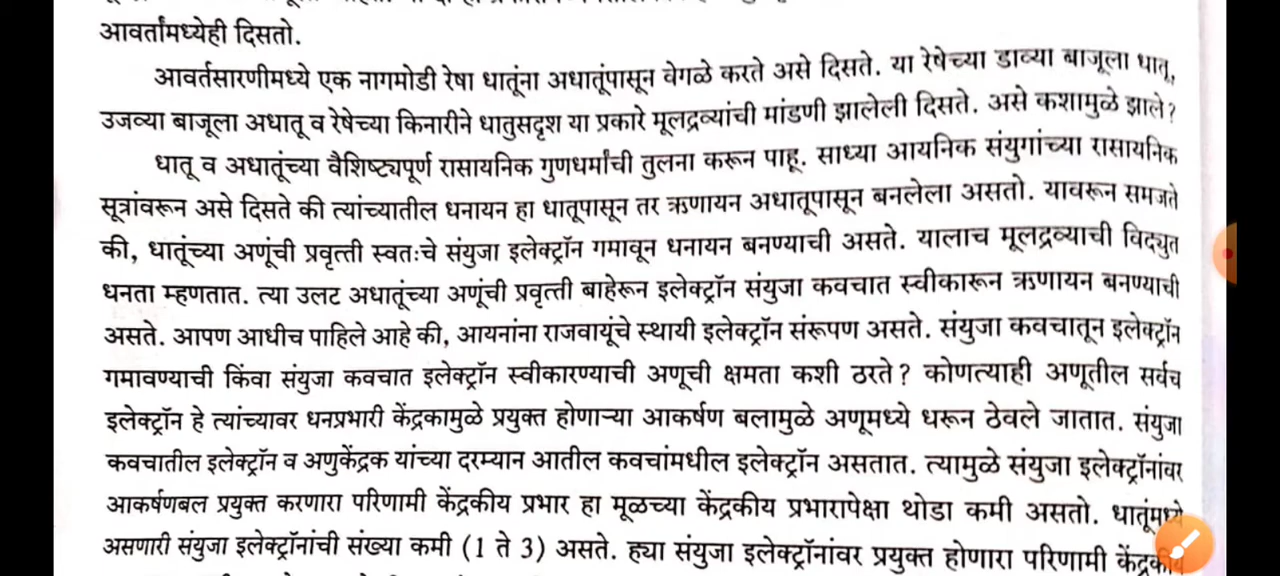 आवर्तांमध्येही दिसतो.
आवर्तसारणीमध्ये एक नागमोडी रेषा धातूंना अधातूंपासून वेगळे करते असे दिसते. या रेषेच्या डाव्या बाजूला धातू,
उजव्या बाजूला अधातू व रेषेच्या किनारीने धातुसदृश या प्रकारे मूलद्रव्यांची मांडणी झालेली दिसते. असे कशामुळे झाले?
धातू व अधातूंच्या वैशिष्ट्यपूर्ण रासायनिक गुणधर्मांची तुलना करून पाहू. साध्या आयनिक संयुगांच्या रासायनिक
सूत्रांवरून असे दिसते की त्यांच्यातील धनायन हा धातूपासून तर ऋणायन अधातूपासून बनलेला असतो. यावरून समजते
की, धातूंच्या अणूंची प्रवृत्ती स्वतःचे संयुजा इलेक्ट्रॉन गमावून धनायन बनण्याची असते. यालाच मूलद्रव्याची विद्युत
धनता म्हणतात. त्या उलट अधातूंच्या अणूंची प्रवृत्ती बाहेरून इलेक्ट्रॉन संयुजा कवचात स्वीकारून ऋणायन बनण्याची
असते. आपण आधीच पाहिले आहे की, आयनांना राजवायूंचे स्थायी इलेक्ट्रॉन संरूपण असते. संयुजा कवचातून इलेक्ट्रॉन
गमावण्याची किंवा संयुजा कवचात इलेक्ट्रॉन स्वीकारण्याची अणूची क्षमता कशी ठरते? कोणत्याही अणूतील सर्वच
इलेक्ट्रॉन हे त्यांच्यावर धनप्रभारी केंद्रकामुळे प्रयुक्त होणाऱ्या आकर्षण बलामुळे अणूमध्ये धरून ठेवले जातात. संयुजा
कवचातील इलेक्ट्रॉन व अणुकेंद्रक यांच्या दरम्यान आतील कवचांमधील इलेक्ट्रॉन असतात. त्यामुळे संयुजा इलेक्ट्रॉनांवर
आकर्षणबल प्रयुक्त करणारा परिणामी केंद्रकीय प्रभार हा मूळच्या केंद्रकीय प्रभारापेक्षा थोडा कमी असतो. धातूंमध्ये
असणारी संयुजा इलेक्ट्रॉनांची संख्या कमी (1 ते 3) असते. ह्या संयुजा इलेक्ट्रॉनांवर प्रयुक्त होणारा परिणामी केंद्रकीय